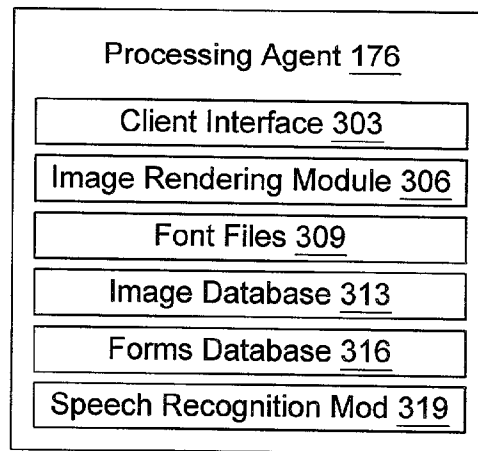 Processing Agent 176
Client Interface 303
Image Rendering Module 306
Font Files 309
Image Database 313
Forms Database 316
Speech Recognition Mod 319